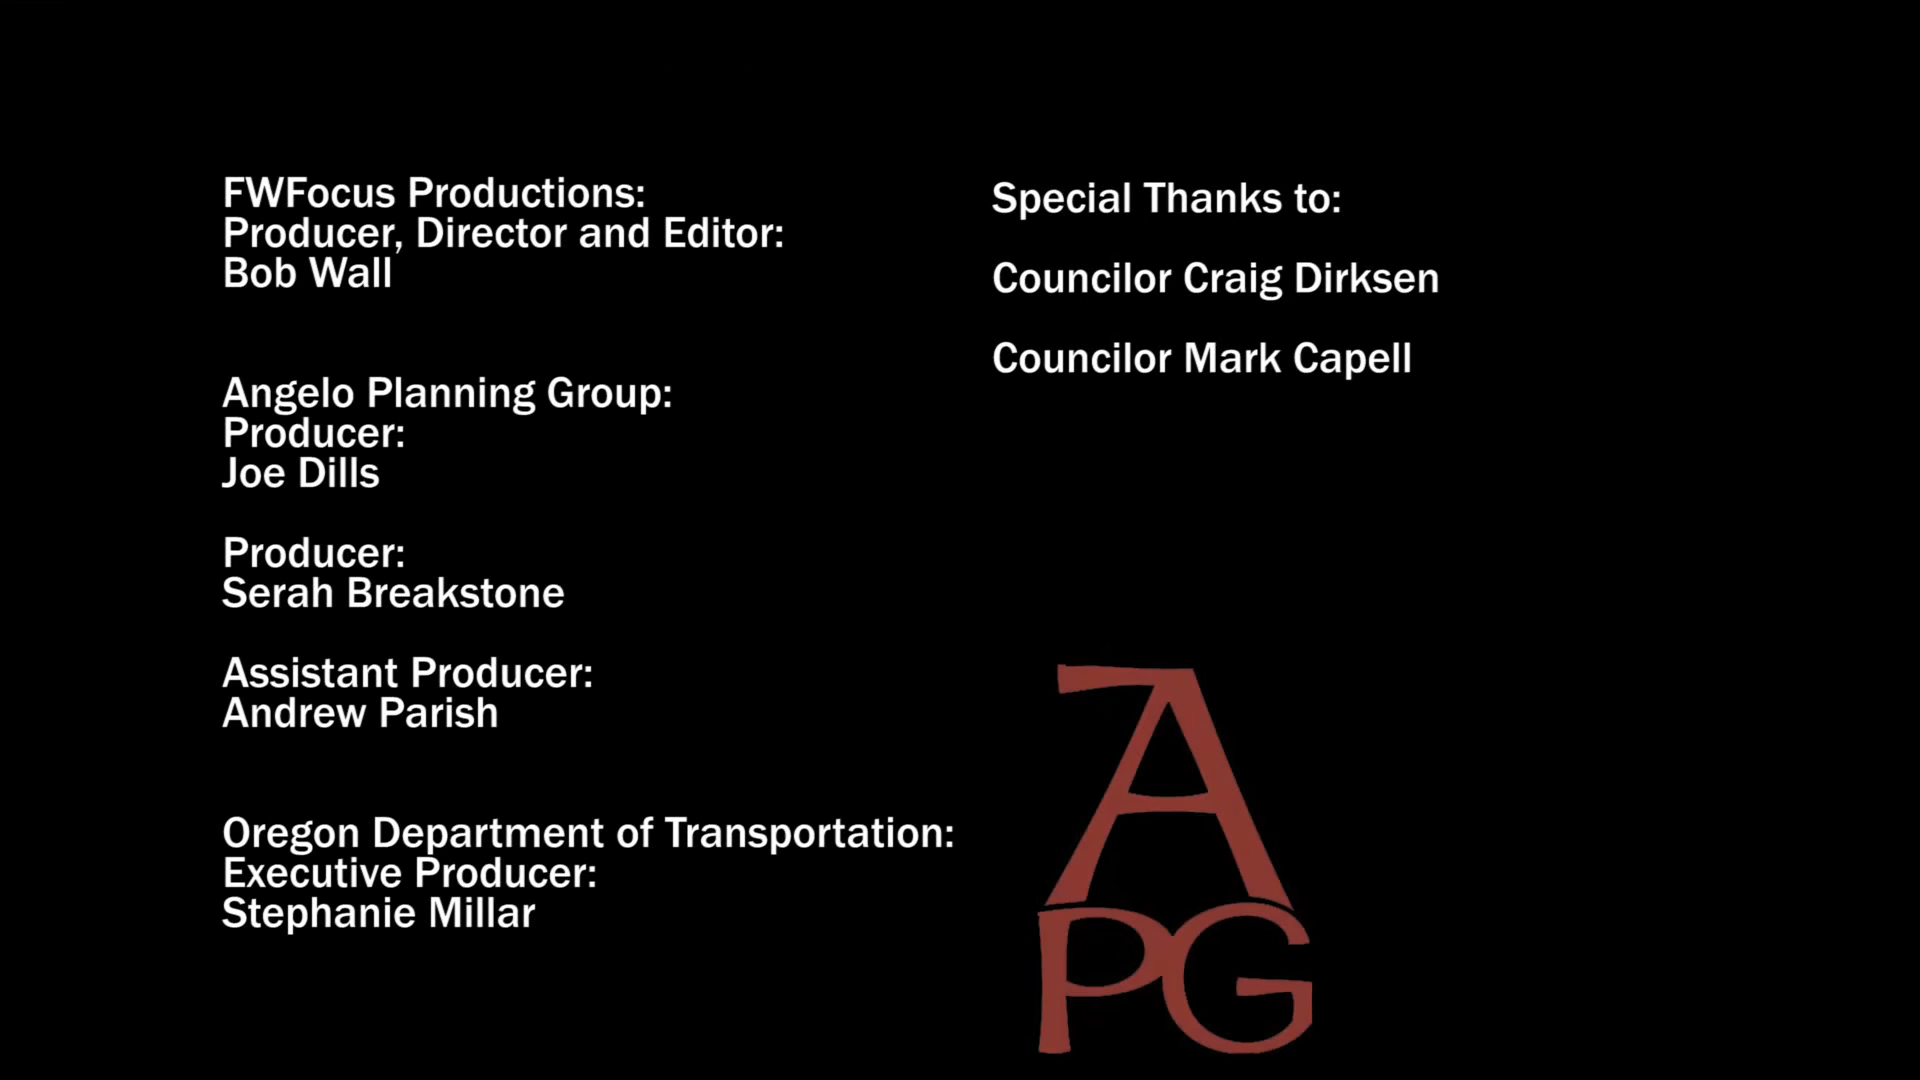 FWFocus Productions:
Producer, Director and Editor:
Bob Wall
Angelo Planning Group:
Producer:
Joe Dills
Producer:
Serah Breakstone
Assistant Producer:
Andrew Parish
Oregon Department of Transportation:
Executive Producer:
Stephanie Millar
Special Thanks to:
Councilor Craig Dirksen
Councilor Mark Capell
A
PG